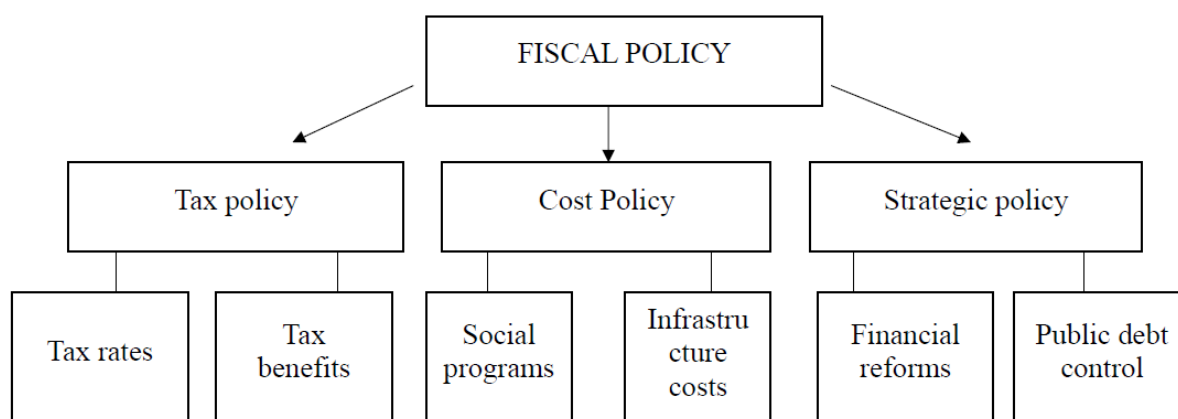 FISCAL POLICY
Tax policy
Cost Policy
Strategic policy
Tax rates
Tax
benefits
Social
programs
Infrastru
cture
costs
Financial
reforms
Public debt
control